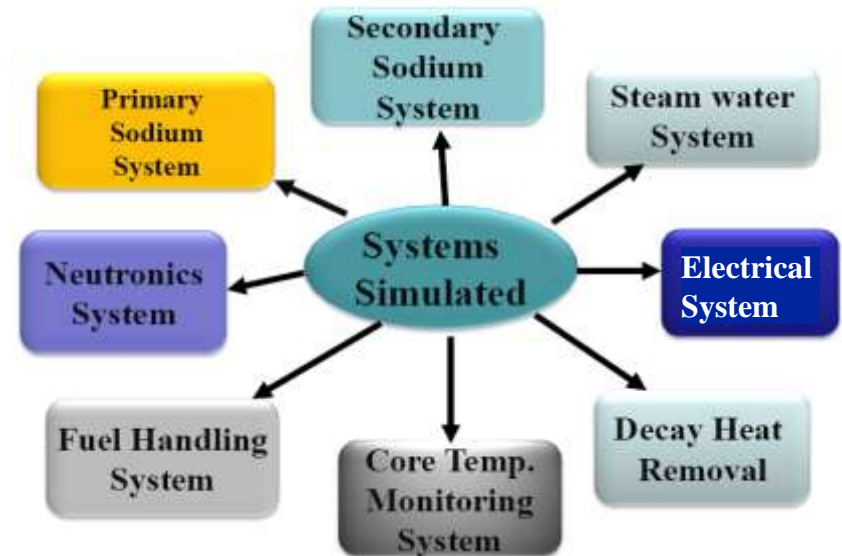 Secondary
Sodium
System
Primary
Sodium
System
Steam water
System
Systems
Simulated
Neutronics
System
Electrical
System
Fuel Handling
System
Core Temp.
Monitoring
System
Decay Heat
Removal